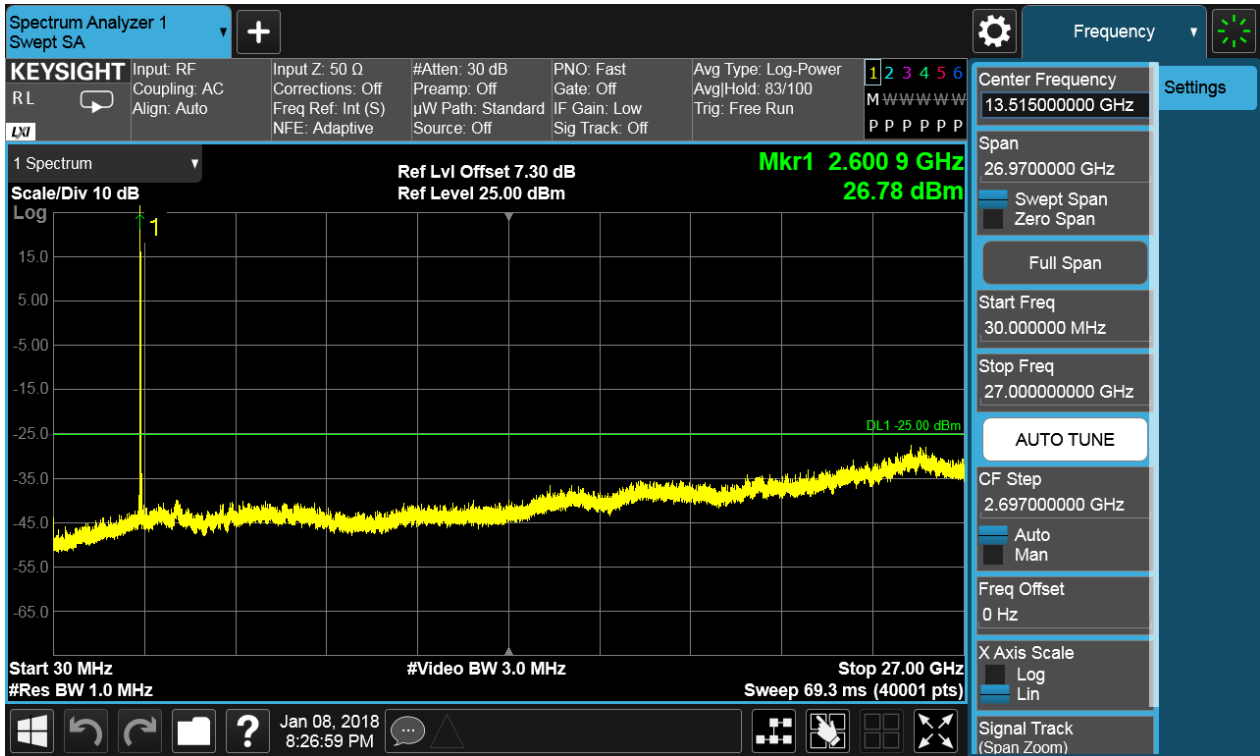 Spectrum Analyzer 1
Swept SA
Frequency
KEYSIGHT
R L
LXI
Input: RF
Coupling: AC
Align: Auto
Input Z: 50 Ω
Corrections: Off
Freq Ref: Int (S)
NFE: Adaptive
#Atten: 30 dB
Preamp: Off
µW Path: Standard
Source: Off
PNO: Fast
Gate: Off
IF Gain: Low
Sig Track: Off
Avg Type: Log-Power
Avg|Hold: 83/100
Trig: Free Run
1 2 3 4 5 6
M W W W W W
P P P P P P
1 Spectrum
Scale/Div 10 dB
Log
Ref Lvl Offset 7.30 dB
Ref Level 25.00 dBm
Mkr1 2.600 9 GHz
26.78 dBm
1
15.0
5.00
-5.00
-15.0
-25.0
-35.0
-45.0
-55.0
-65.0
DL1 -25.00 dBm
Start 30 MHz
#Res BW 1.0 MHz
#Video BW 3.0 MHz
Stop 27.00 GHz
Sweep 69.3 ms (40001 pts)
Center Frequency
13.515000000 GHz
Span
26.9700000 GHz
Swept Span
Zero Span
Full Span
Start Freq
30.000000 MHz
Stop Freq
27.000000000 GHz
AUTO TUNE
CF Step
2.697000000 GHz
Auto
Man
Freq Offset
0 Hz
X Axis Scale
Log
Lin
Signal Track
(Span Zoom)
Settings
?
Jan 08, 2018
8:26:59 PM